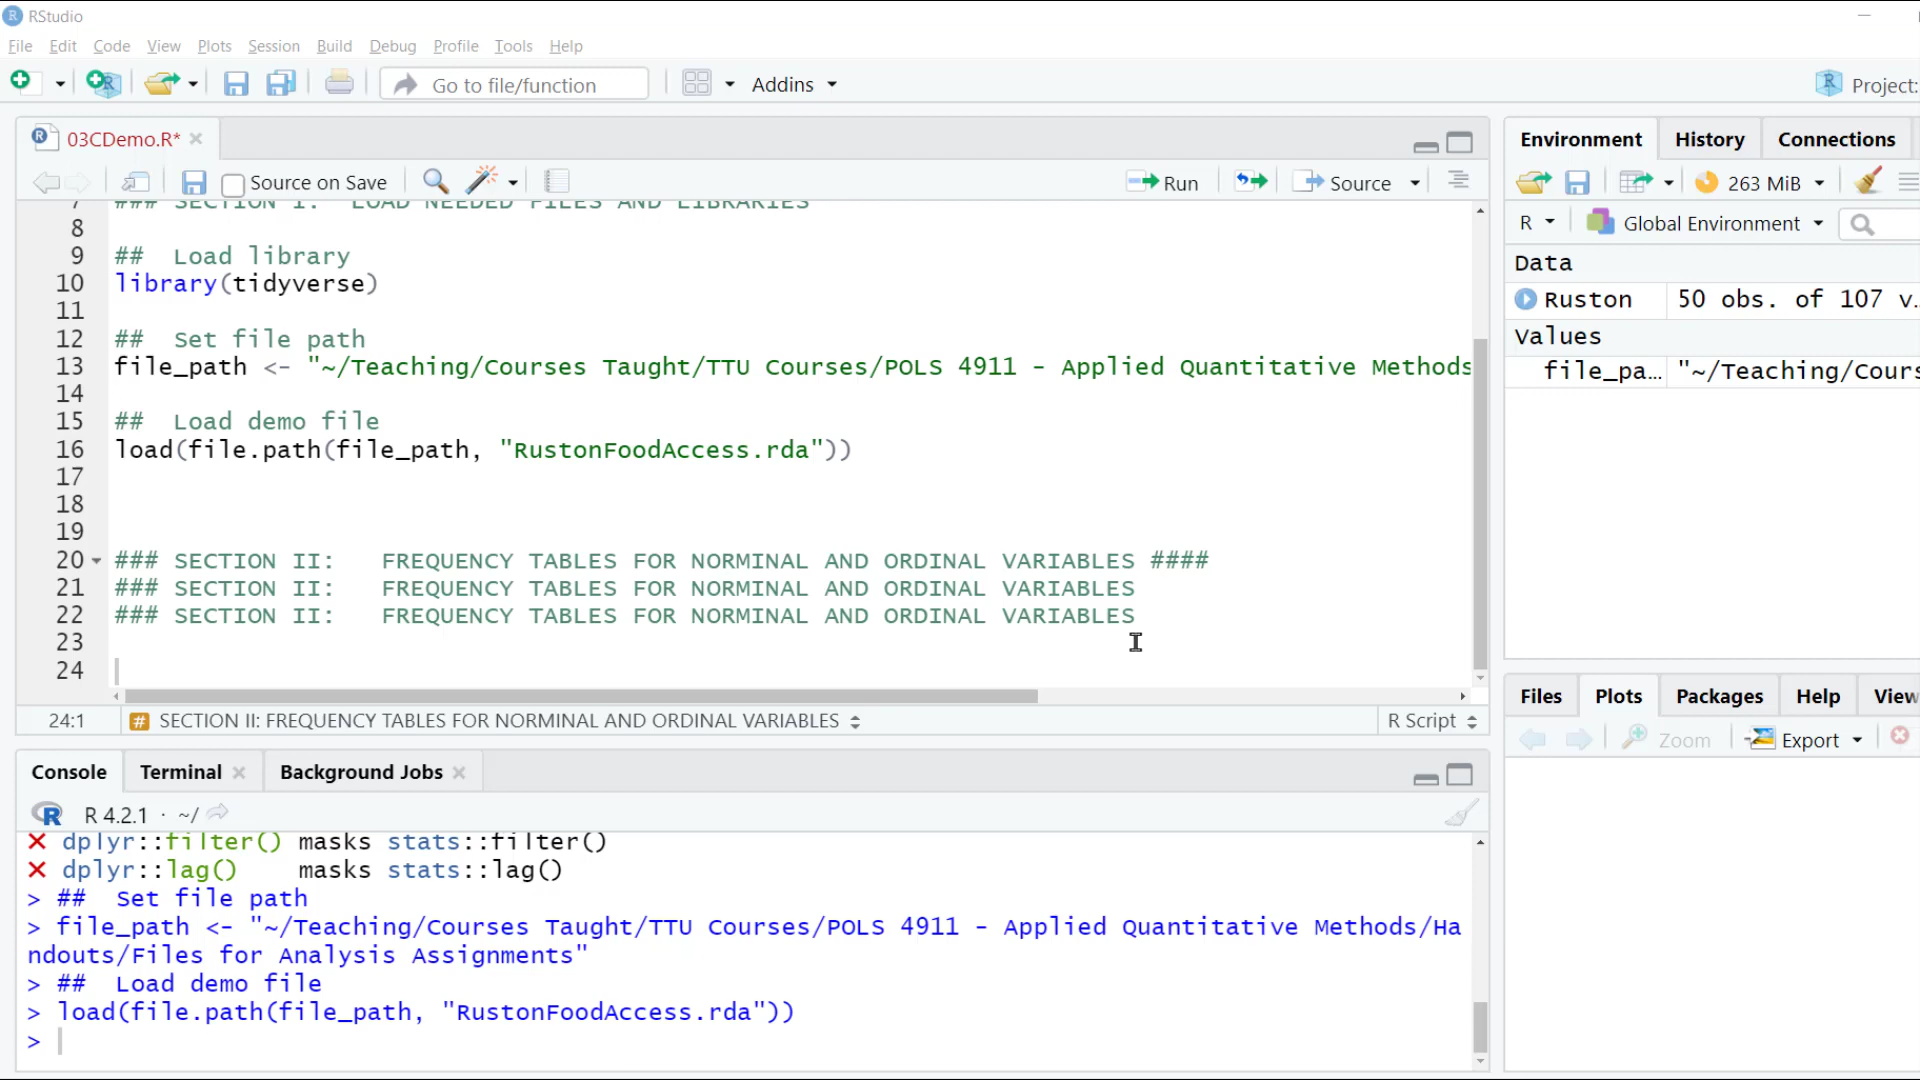 RStudio
File Edit Code View Plots Session Build Debug Profile Tools Help
Go to file/function Addins Project:
03CDemo.R*
Source on Save Run Source
7 ### SECTION I:  LOAD NEEDED FILES AND LIBRARIES
8
9 ##  Load library
10 library(tidyverse)
11
12 ##  Set file path
13 file_path <- "~/Teaching/Courses Taught/TTU Courses/POLS 4911 - Applied Quantitative Methods
14
15 ##  Load demo file
16 load(file.path(file_path, "RustonFoodAccess.rda"))
17
18
19
20 ### SECTION II:   FREQUENCY TABLES FOR NORMINAL AND ORDINAL VARIABLES ####
21 ### SECTION II:   FREQUENCY TABLES FOR NORMINAL AND ORDINAL VARIABLES
22 ### SECTION II:   FREQUENCY TABLES FOR NORMINAL AND ORDINAL VARIABLES
23
24
24:1 # SECTION II: FREQUENCY TABLES FOR NORMINAL AND ORDINAL VARIABLES R Script
Console Terminal Background Jobs
R 4.2.1 · ~/
✕ dplyr::filter() masks stats::filter()
✕ dplyr::lag()    masks stats::lag()
> ##  Set file path
> file_path <- "~/Teaching/Courses Taught/TTU Courses/POLS 4911 - Applied Quantitative Methods/Ha
ndouts/Files for Analysis Assignments"
> ##  Load demo file
> load(file.path(file_path, "RustonFoodAccess.rda"))
>
Environment History Connections
263 MiB
R Global Environment
Data
Ruston 50 obs. of 107 v…
Values
file_pa… "~/Teaching/Cours
Files Plots Packages Help View
Zoom Export